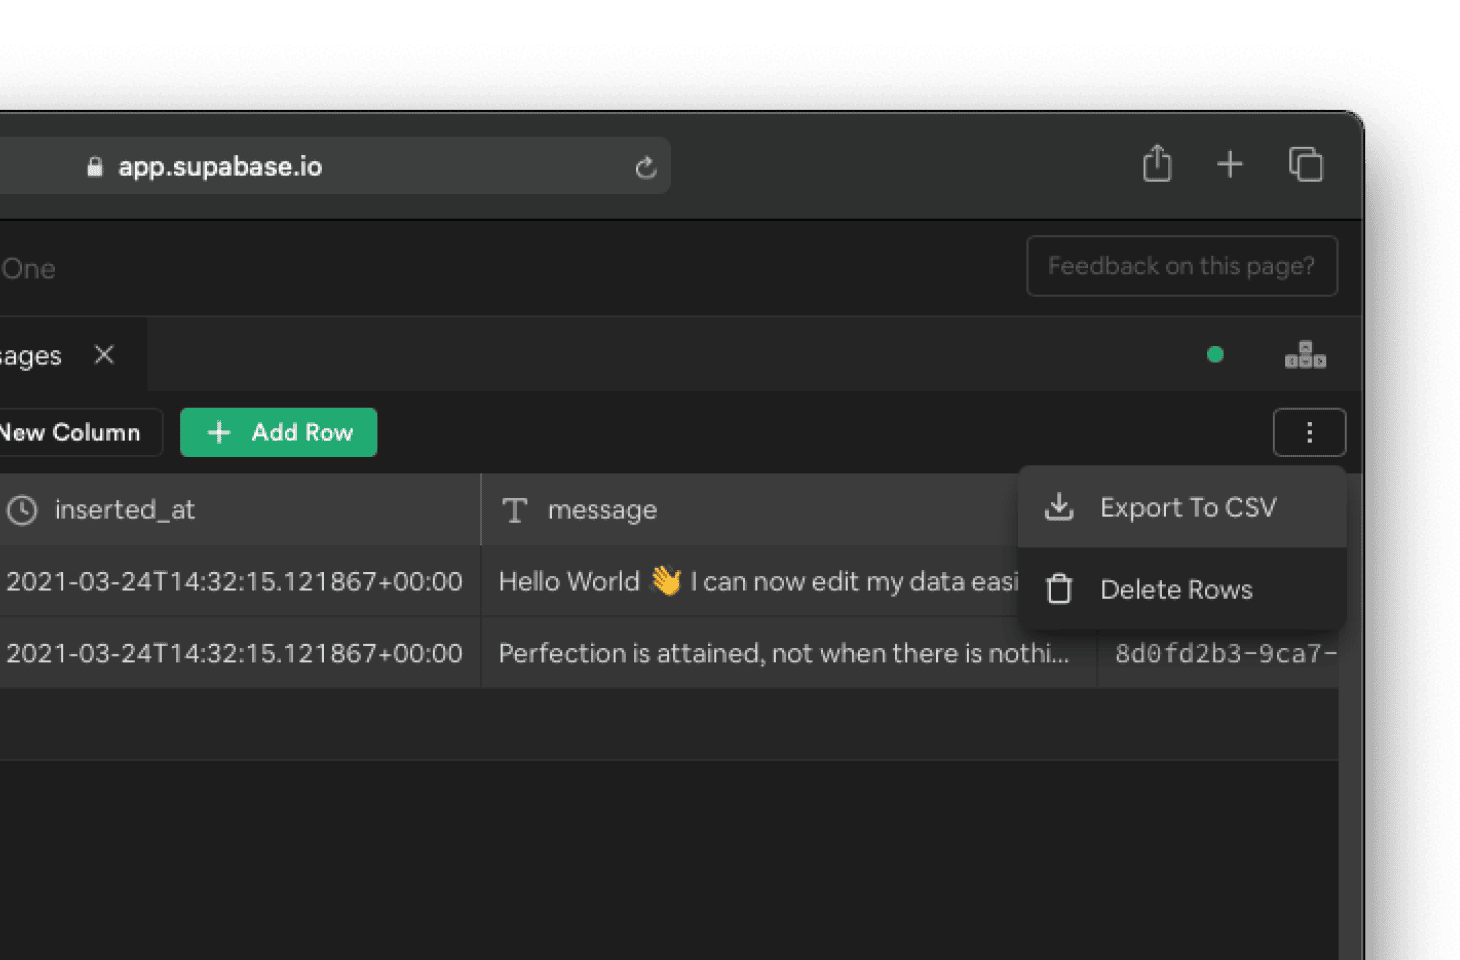 app.supabase.io
One
Feedback on this page?
sages
New Column
Add Row
inserted_at
message
Export To CSV
2021-03-24T14:32:15.121867+00:00
Hello World 👋 I can now edit my data easi
Delete Rows
2021-03-24T14:32:15.121867+00:00
Perfection is attained, not when there is nothi...
8d0fd2b3-9ca7-